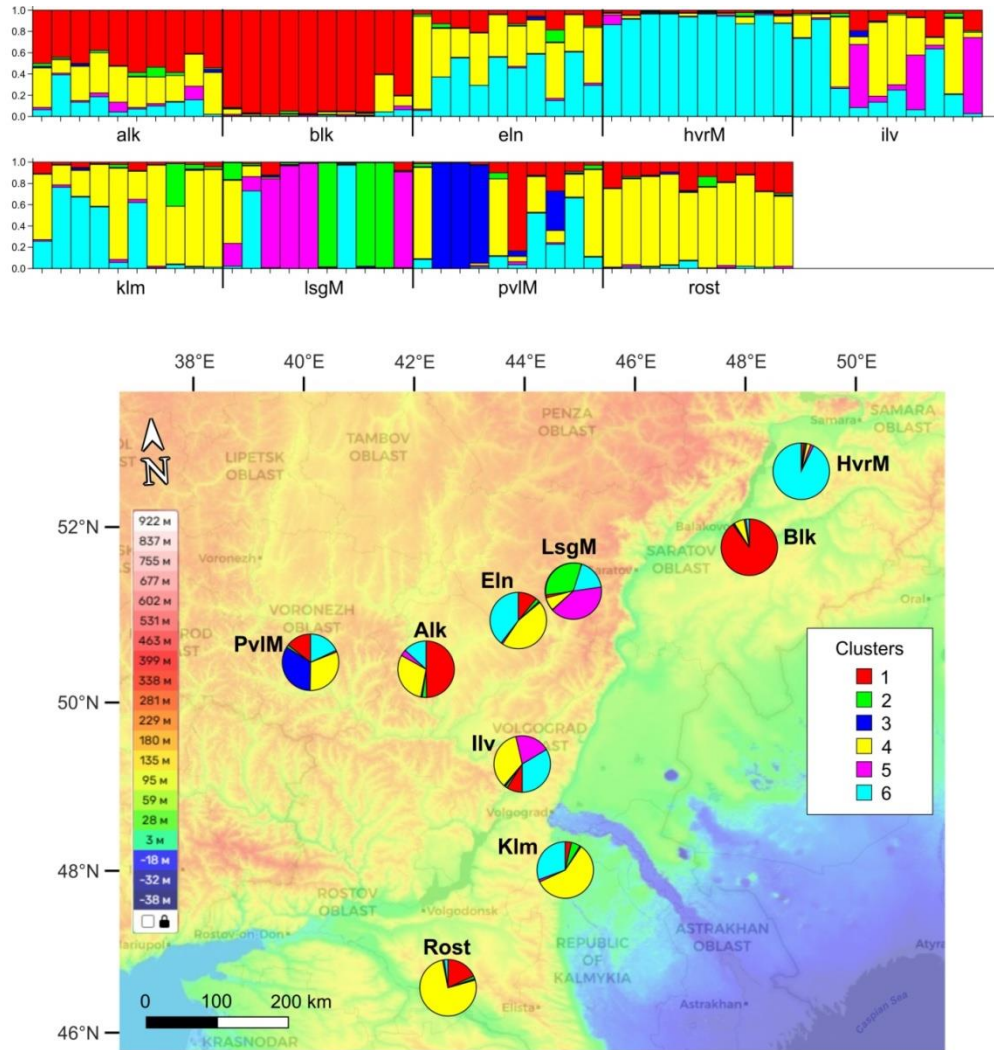 1.0
0.8
0.6
0.4
0.2
0.0
alk blk eln hvrM ilv
1.0
0.8
0.6
0.4
0.2
0.0
klm lsgM pvlM rost
38°E 40°E 42°E 44°E 46°E 48°E 50°E
52°N
50°N
48°N
46°N
N
PENZA
OBLAST
SAMARA
OBLAST
Samara
TAMBOV
OBLAST
LIPETSK
OBLAST
HvrM
Balakovo
Blk
SARATOV
OBLAST
Saratov
LsgM
Voronezh
Oral
Eln
VORONEZH
OBLAST
PvlM
Alk
922 м
837 м
755 м
677 м
602 м
531 м
463 м
399 м
338 м
281 м
229 м
180 м
135 м
95 м
59 м
28 м
3 м
-18 м
-32 м
-38 м
Clusters
1
2
3
4
5
6
VOLGOGRAD
OBLAST
Ilv
Volgograd
Klm
ROSTOV
OBLAST
Volgodonsk
Rostov-on-Don
ariupol
ASTRAKHAN
OBLAST
REPUBLIC
OF
KALMYKIA
Atyra
Rost
Elista
Astrakhan
Caspian Sea
0 100 200 km
KRASNODAR